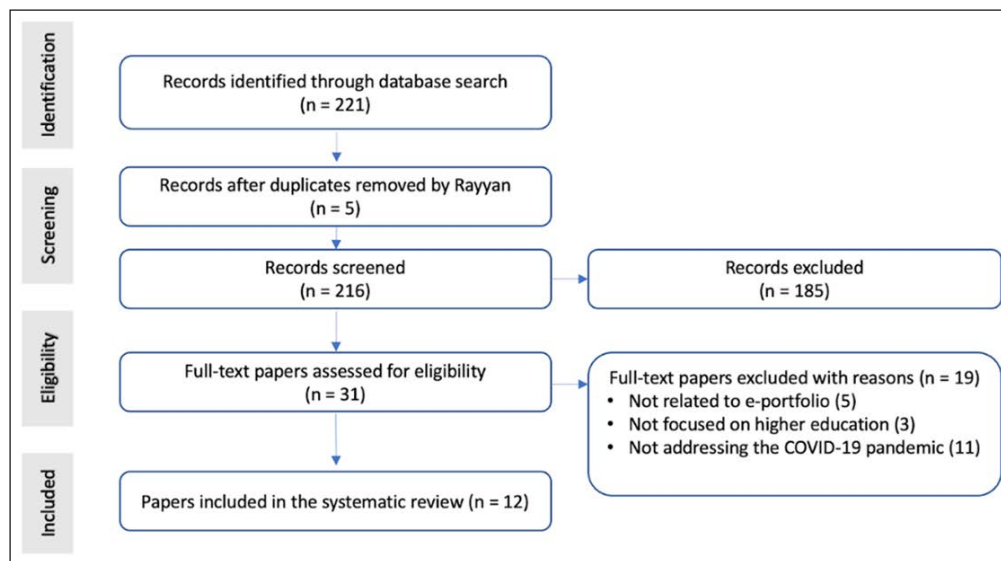 Identification
Records identified through database search
(n = 221)
Screening
Records after duplicates removed by Rayyan
(n = 5)
Records screened
(n = 216)
Records excluded
(n = 185)
Eligibility
Full-text papers assessed for eligibility
(n = 31)
Full-text papers excluded with reasons (n = 19)
• Not related to e-portfolio (5)
• Not focused on higher education (3)
• Not addressing the COVID-19 pandemic (11)
Included
Papers included in the systematic review (n = 12)